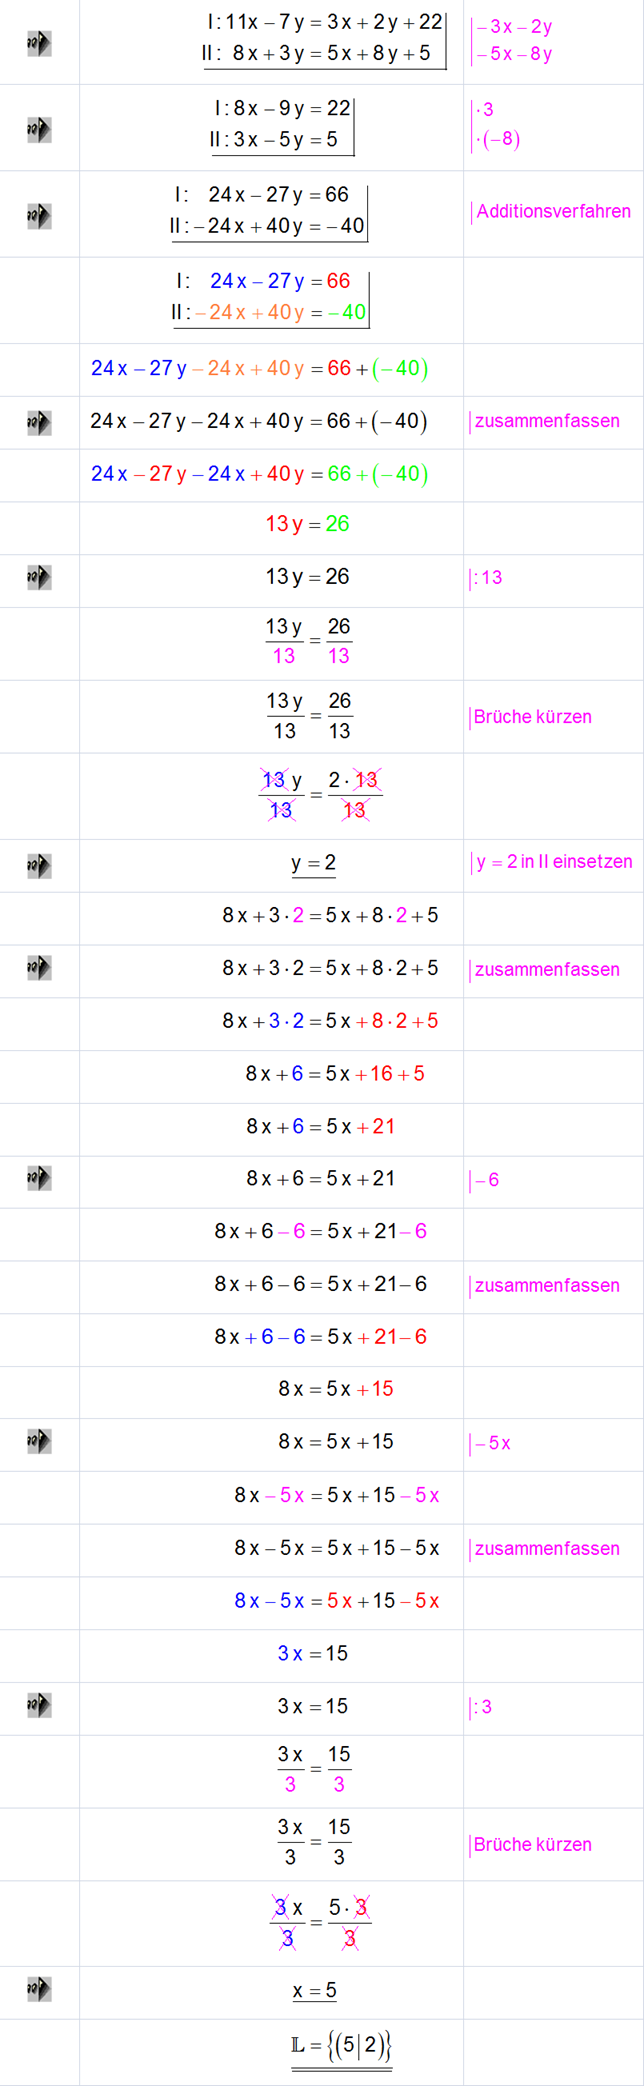 I: 11x − 7y = 3x + 2y + 22 | − 3x − 2y
II: 8x + 3y = 5x + 8y + 5 | − 5x − 8y
I: 8x − 9y = 22 | · 3
II: 3x − 5y = 5 | · (−8)
I: 24x − 27y = 66
II: −24x + 40y = −40 | Additionsverfahren
I: 24x − 27y = 66
II: −24x + 40y = −40
24x − 27y − 24x + 40y = 66 + (−40)
24x − 27y − 24x + 40y = 66 + (−40) | zusammenfassen
24x − 27y − 24x + 40y = 66 + (−40)
13y = 26
13y = 26 | : 13
13y/13 = 26/13
13y/13 = 26/13 | Brüche kürzen
13y/13 = 2 · 13/13
y = 2 | y = 2 in II einsetzen
8x + 3 · 2 = 5x + 8 · 2 + 5
8x + 3 · 2 = 5x + 8 · 2 + 5 | zusammenfassen
8x + 3 · 2 = 5x + 8 · 2 + 5
8x + 6 = 5x + 16 + 5
8x + 6 = 5x + 21
8x + 6 = 5x + 21 | − 6
8x + 6 − 6 = 5x + 21 − 6
8x + 6 − 6 = 5x + 21 − 6 | zusammenfassen
8x + 6 − 6 = 5x + 21 − 6
8x = 5x + 15
8x = 5x + 15 | − 5x
8x − 5x = 5x + 15 − 5x
8x − 5x = 5x + 15 − 5x | zusammenfassen
8x − 5x = 5x + 15 − 5x
3x = 15
3x = 15 | : 3
3x/3 = 15/3
3x/3 = 15/3 | Brüche kürzen
3x/3 = 5 · 3/3
x = 5
𝕃 = {(5|2)}